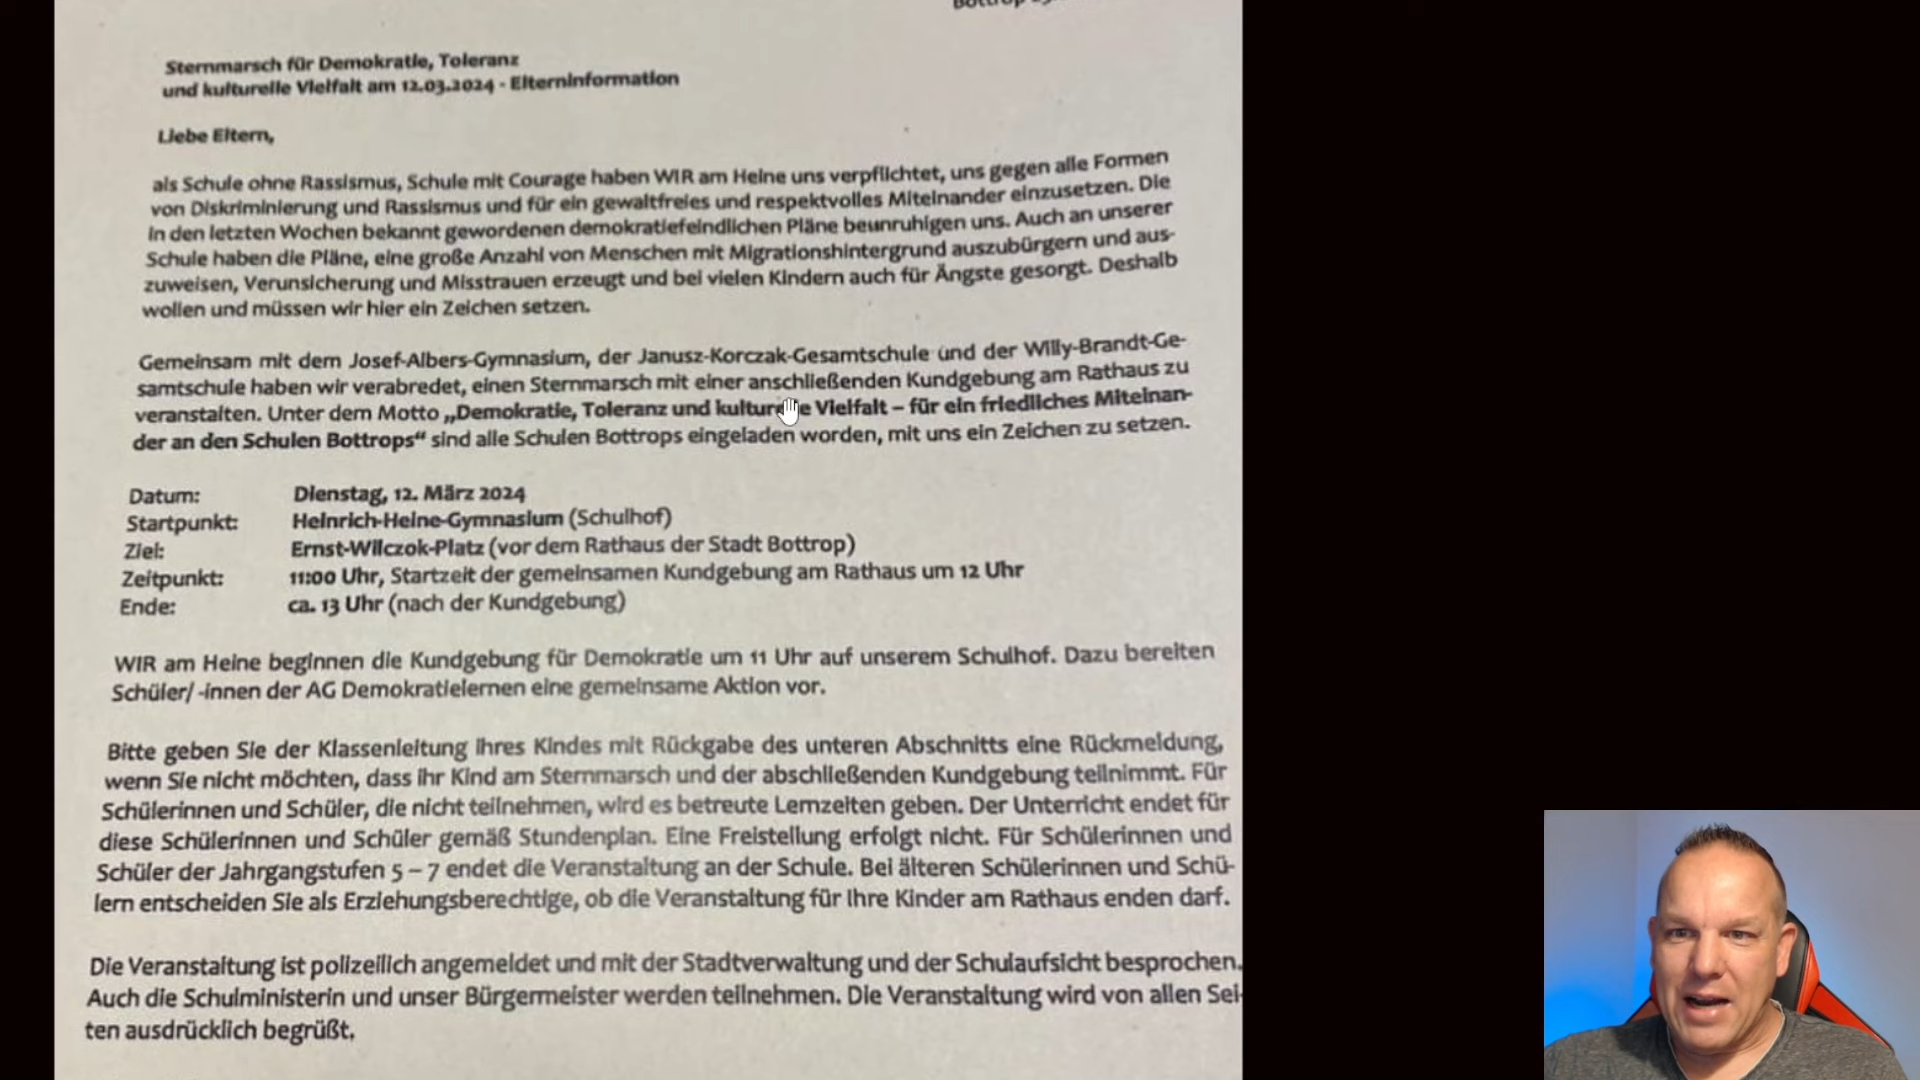 Sternmarsch für Demokratie, Toleranz
und kulturelle Vielfalt am 12.03.2024 - Elterninformation
Liebe Eltern,
als Schule ohne Rassismus, Schule mit Courage haben WIR am Heine uns verpflichtet, uns gegen alle Formen
von Diskriminierung und Rassismus und für ein gewaltfreies und respektvolles Miteinander einzusetzen. Die
in den letzten Wochen bekannt gewordenen demokratiefeindlichen Pläne beunruhigen uns. Auch an unserer
Schule haben die Pläne, eine große Anzahl von Menschen mit Migrationshintergrund auszubürgern und aus-
zuweisen, Verunsicherung und Misstrauen erzeugt und bei vielen Kindern auch für Ängste gesorgt. Deshalb
wollen und müssen wir hier ein Zeichen setzen.
Gemeinsam mit dem Josef-Albers-Gymnasium, der Janusz-Korczak-Gesamtschule und der Willy-Brandt-Ge-
samtschule haben wir verabredet, einen Sternmarsch mit einer anschließenden Kundgebung am Rathaus zu
veranstalten. Unter dem Motto „Demokratie, Toleranz und kulturelle Vielfalt – für ein friedliches Miteinan-
der an den Schulen Bottrops“ sind alle Schulen Bottrops eingeladen worden, mit uns ein Zeichen zu setzen.
Datum: Dienstag, 12. März 2024
Startpunkt: Heinrich-Heine-Gymnasium (Schulhof)
Ziel: Ernst-Wilczok-Platz (vor dem Rathaus der Stadt Bottrop)
Zeitpunkt: 11:00 Uhr, Startzeit der gemeinsamen Kundgebung am Rathaus um 12 Uhr
Ende: ca. 13 Uhr (nach der Kundgebung)
WIR am Heine beginnen die Kundgebung für Demokratie um 11 Uhr auf unserem Schulhof. Dazu bereiten
Schüler/ -innen der AG Demokratielernen eine gemeinsame Aktion vor.
Bitte geben Sie der Klassenleitung Ihres Kindes mit Rückgabe des unteren Abschnitts eine Rückmeldung,
wenn Sie nicht möchten, dass ihr Kind am Sternmarsch und der abschließenden Kundgebung teilnimmt. Für
Schülerinnen und Schüler, die nicht teilnehmen, wird es betreute Lernzeiten geben. Der Unterricht endet für
diese Schülerinnen und Schüler gemäß Stundenplan. Eine Freistellung erfolgt nicht. Für Schülerinnen und
Schüler der Jahrgangstufen 5 – 7 endet die Veranstaltung an der Schule. Bei älteren Schülerinnen und Schü-
lern entscheiden Sie als Erziehungsberechtige, ob die Veranstaltung für Ihre Kinder am Rathaus enden darf.
Die Veranstaltung ist polizeilich angemeldet und mit der Stadtverwaltung und der Schulaufsicht besprochen.
Auch die Schulministerin und unser Bürgermeister werden teilnehmen. Die Veranstaltung wird von allen Sei-
ten ausdrücklich begrüßt.